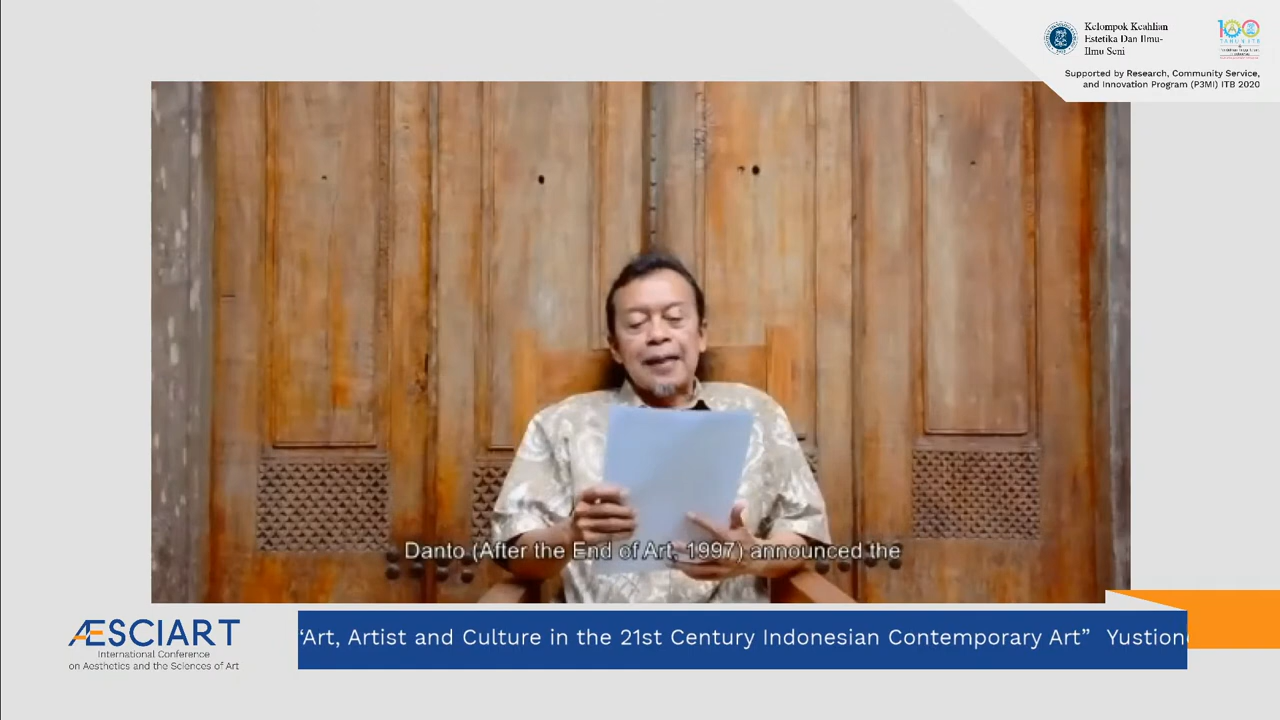 Kelompok Keahlian
Estetika Dan Ilmu-
Ilmu Seni
100
Supported by Research, Community Service,
and Innovation Program (P3MI) ITB 2020
Danto (After the End of Art, 1997) announced the
ÆSCIART
International Conference
on Aesthetics and the Sciences of Art
“Art, Artist and Culture in the 21st Century Indonesian Contemporary Art” Yustion